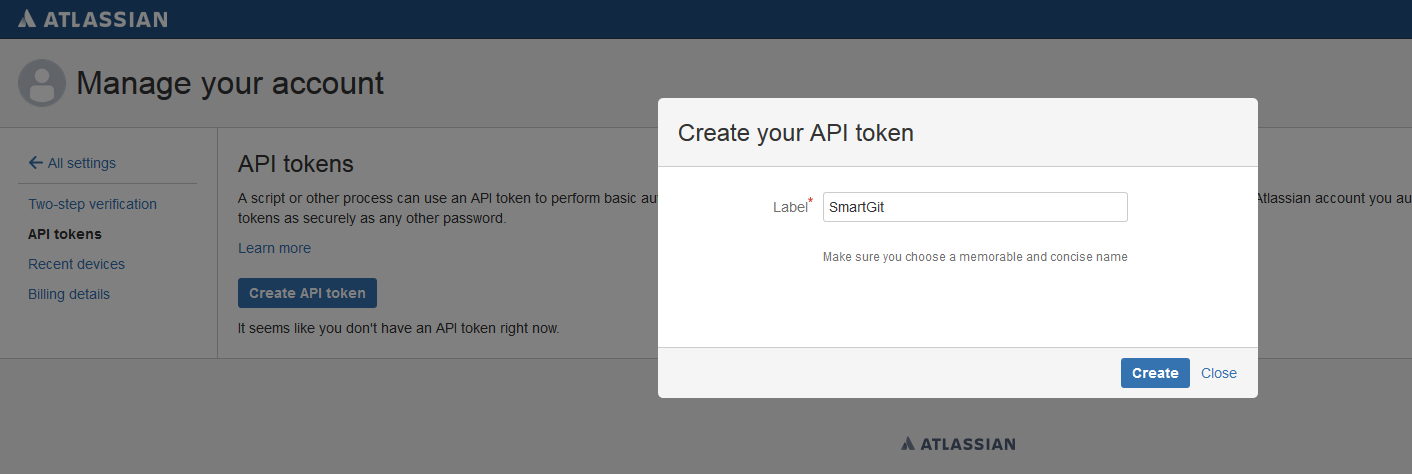 ATLASSIAN
Manage your account
All settings
Two-step verification
API tokens
Recent devices
Billing details
API tokens
A script or other process can use an API token to perform basic au
Atlassian account you au
tokens as securely as any other password.
Learn more
Create API token
It seems like you don't have an API token right now.
Create your API token
Label*
SmartGit
Make sure you choose a memorable and concise name
Create
Close
ATLASSIAN